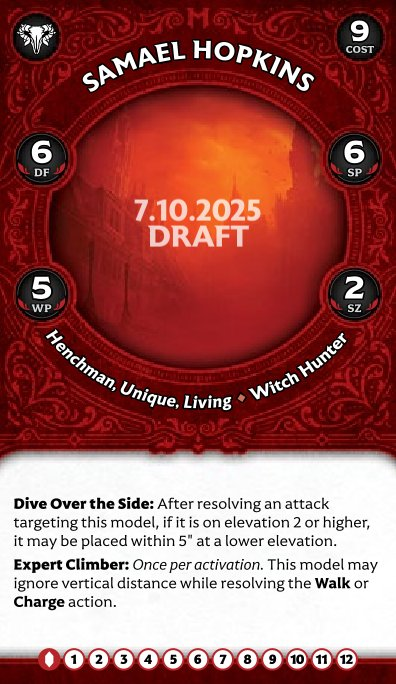 9
COST
SAMAEL HOPKINS
6
DF
6
SP
7.10.2025
DRAFT
5
WP
2
SZ
Henchman, Unique, Living ♦ Witch Hunter
Dive Over the Side: After resolving an attack
targeting this model, if it is on elevation 2 or higher,
it may be placed within 5" at a lower elevation.
Expert Climber: Once per activation. This model may
ignore vertical distance while resolving the Walk or
Charge action.
1 2 3 4 5 6 7 8 9 10 11 12